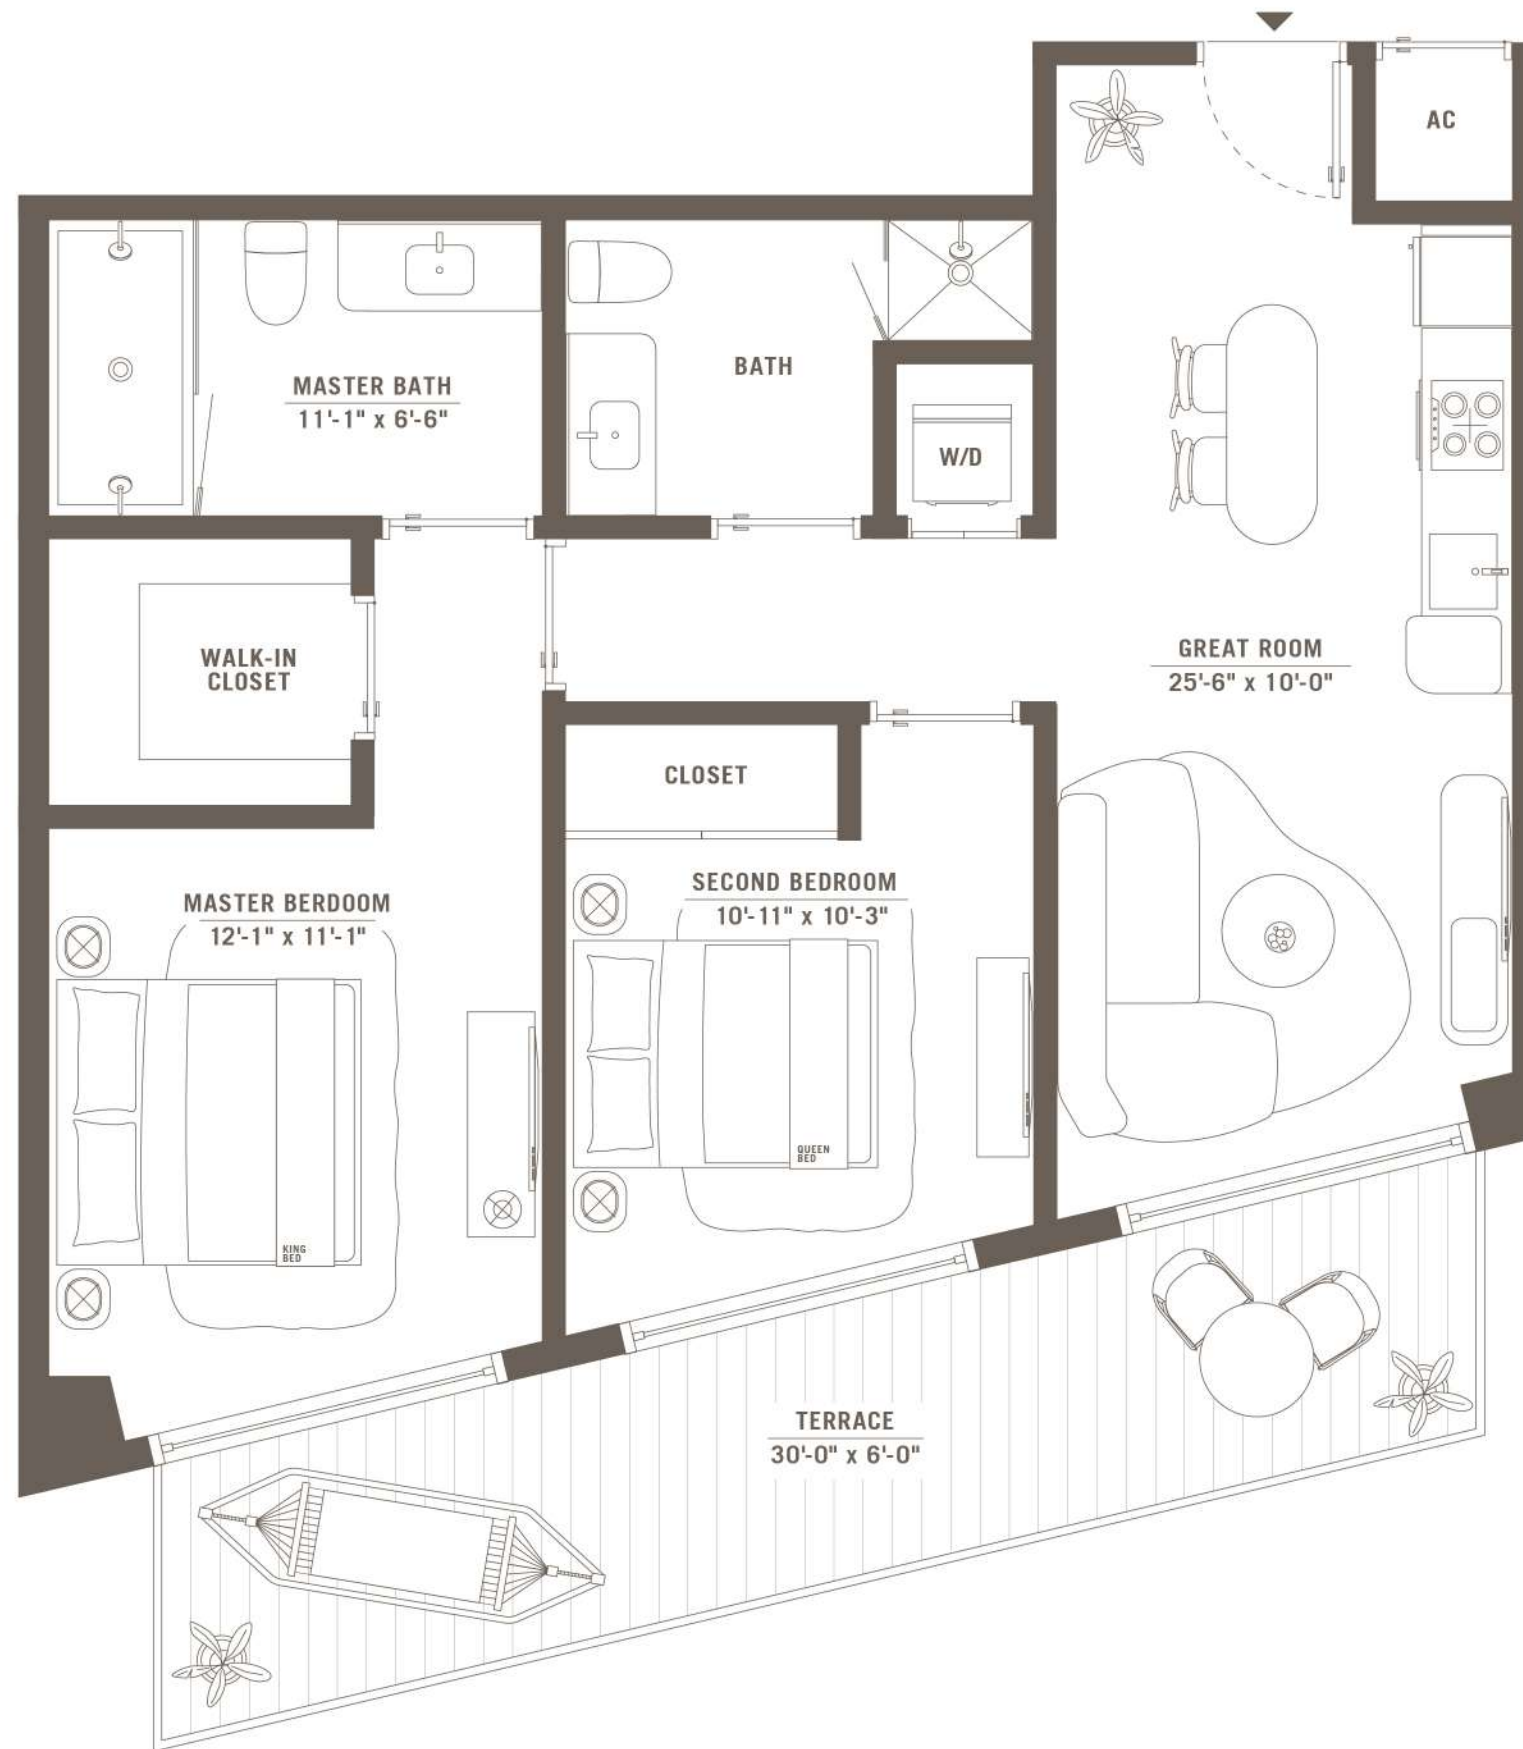 AC
MASTER BATH
11'-1" x 6'-6"
BATH
W/D
WALK-IN
CLOSET
GREAT ROOM
25'-6" x 10'-0"
CLOSET
MASTER BERDOOM
12'-1" x 11'-1"
SECOND BEDROOM
10'-11" x 10'-3"
QUEEN
BED
KING
BED
TERRACE
30'-0" x 6'-0"